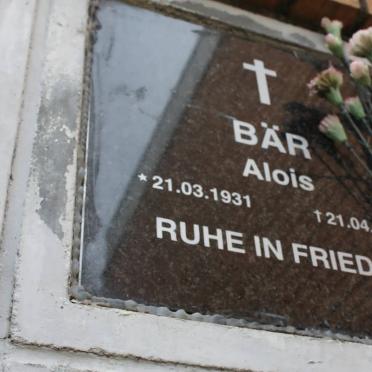 BÄR
Alois
*21.03.1931
†21.04.
RUHE IN FRIED